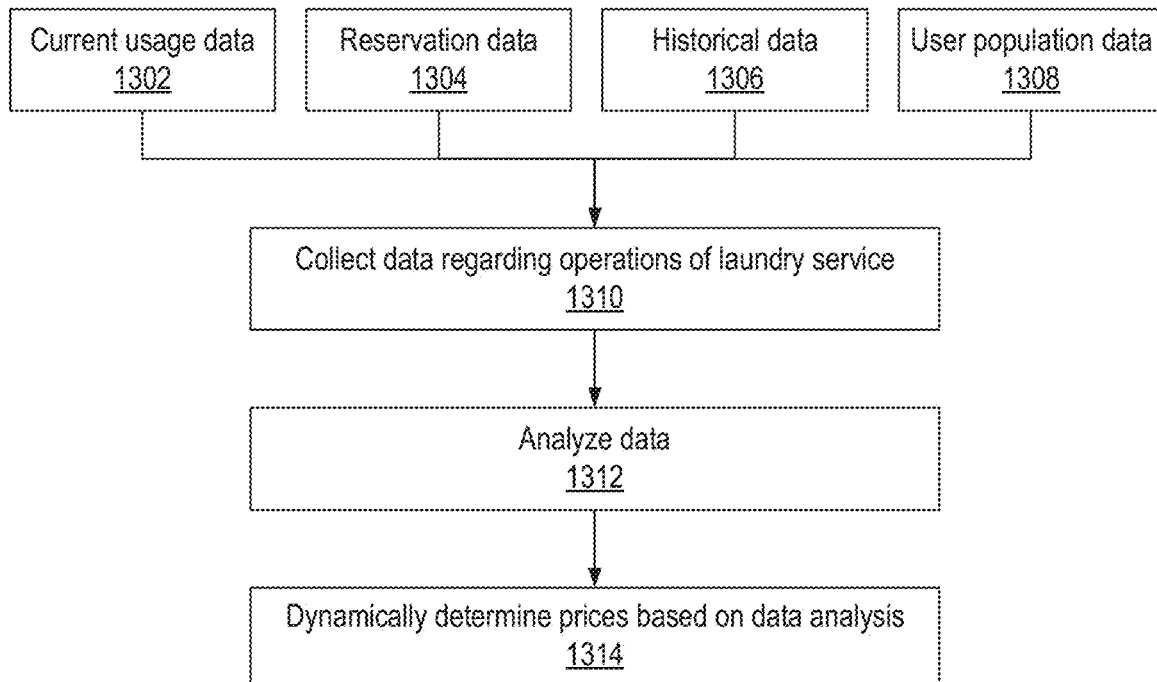 Current usage data
1302
Reservation data
1304
Historical data
1306
User population data
1308
Collect data regarding operations of laundry service
1310
Analyze data
1312
Dynamically determine prices based on data analysis
1314